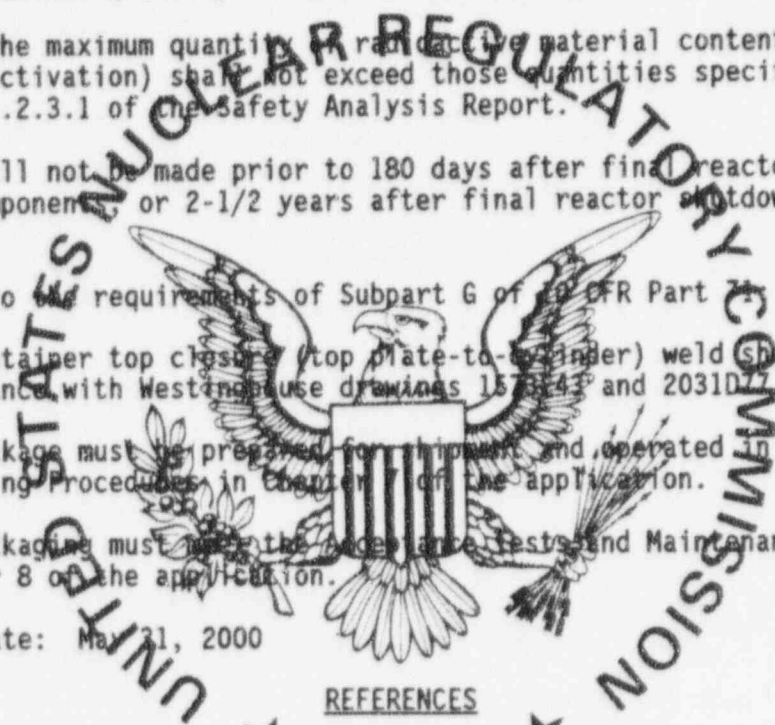 he maximum quantity of radioactive material content
ctivation) shall not exceed those quantities specif
.2.3.1 of the Safety Analysis Report.
ll not be made prior to 180 days after final reacto
ponents, or 2-1/2 years after final reactor shutdow
o the requirements of Subpart G of 10 CFR Part 71
tainer top closure (top plate-to-cylinder) weld sh
nce with Westinghouse drawings and 2031D77
kage must be prepared for shipment and operated in
ng Procedures in Chapter 7 of the application.
kaging must meet the Acceptance Tests and Maintenan
8 of the application.
te: May 31, 2000
REFERENCES
UNITED STATES NUCLEAR REGULATORY COMMISSION